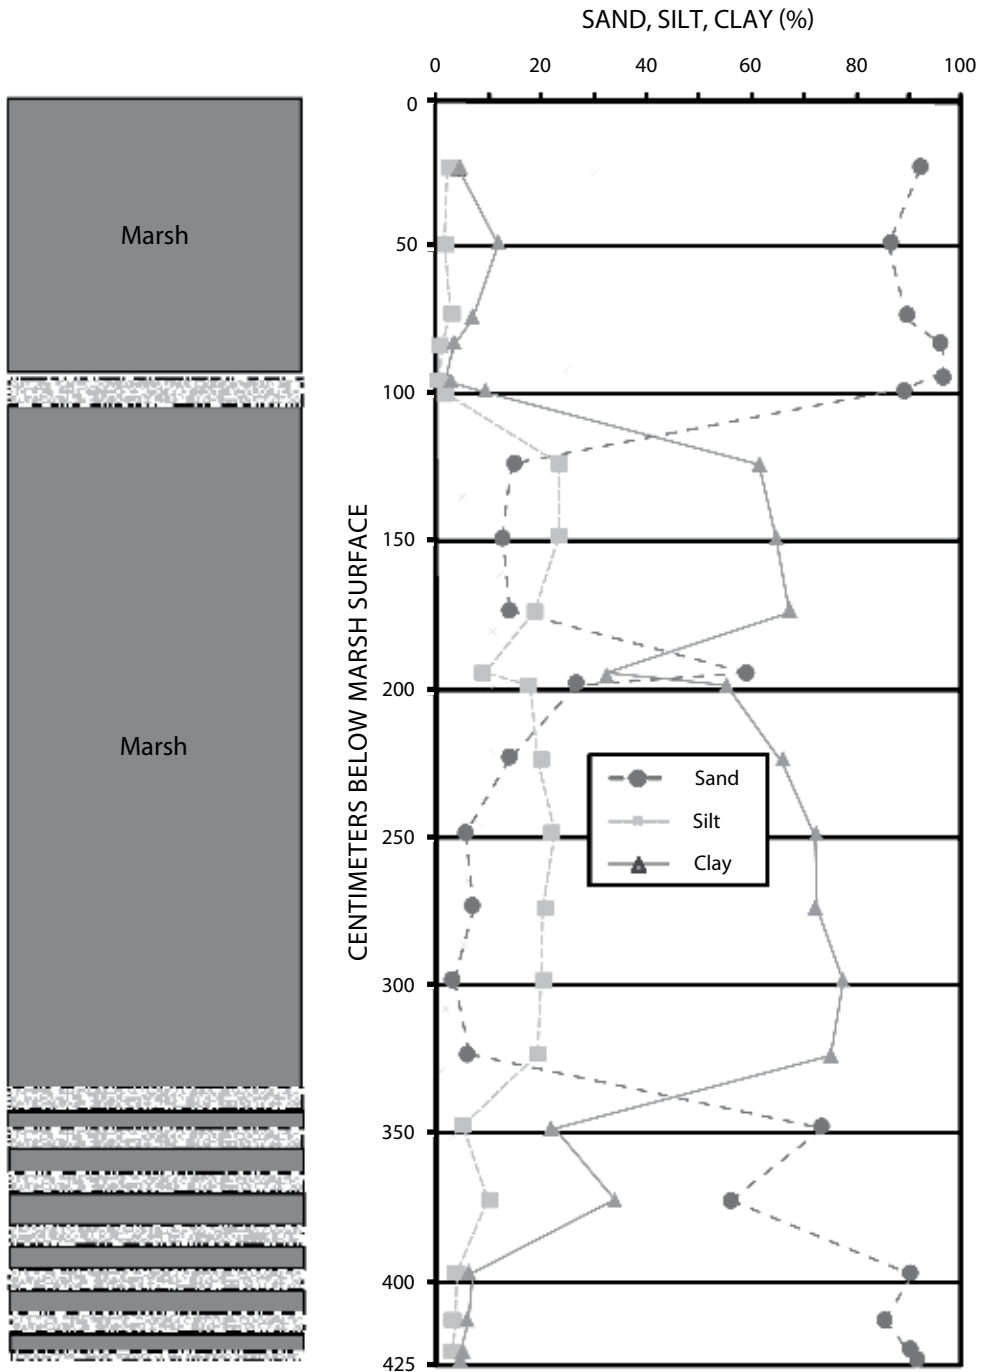 SAND, SILT, CLAY (%)
0 20 40 60 80 100
0
50
100
150
200
250
300
350
400
425
CENTIMETERS BELOW MARSH SURFACE
Marsh
Marsh
Sand
Silt
Clay